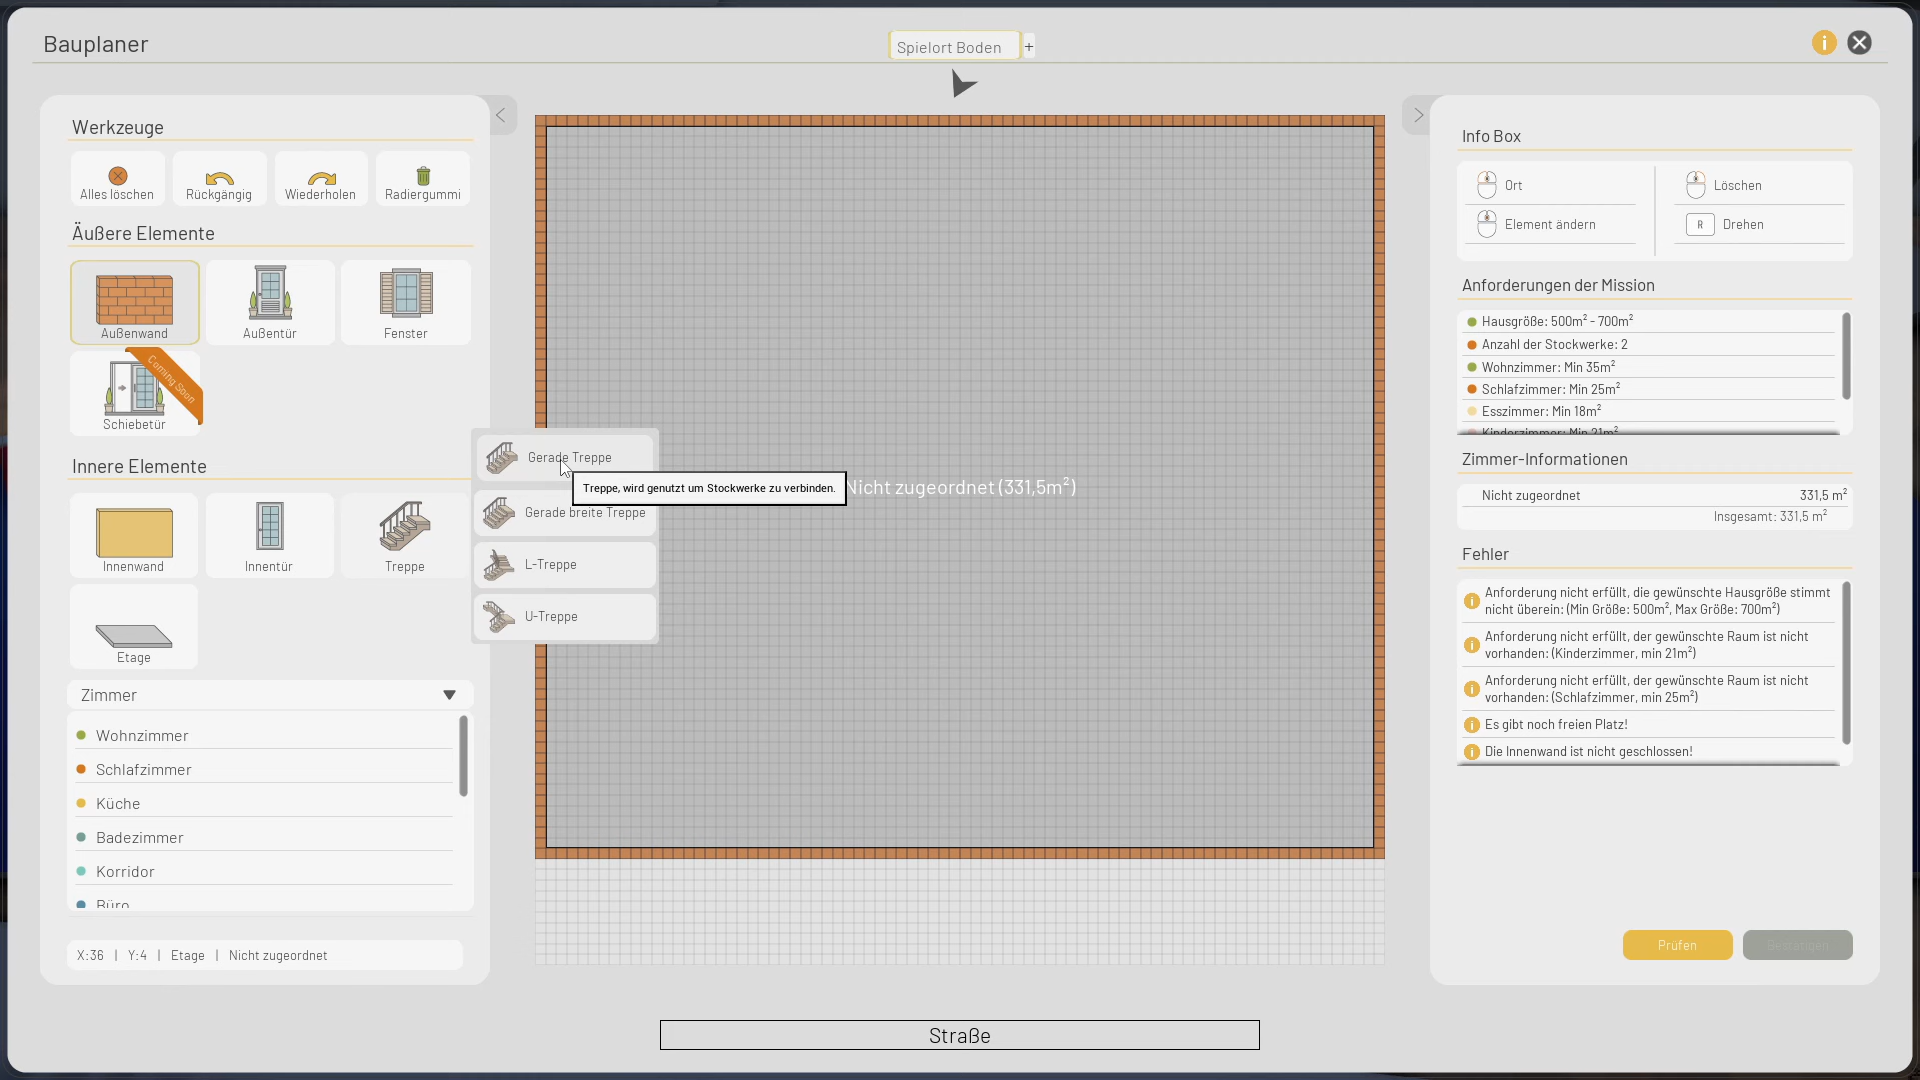 Bauplaner
Spielort Boden
+
Werkzeuge
Alles löschen
Rückgängig
Wiederholen
Radiergummi
Äußere Elemente
Außenwand
Außentür
Fenster
Coming Soon
Schiebetür
Innere Elemente
Innenwand
Innentür
Treppe
Etage
Gerade Treppe
Treppe, wird genutzt um Stockwerke zu verbinden.
Gerade breite Treppe
L-Treppe
U-Treppe
Zimmer
Wohnzimmer
Schlafzimmer
Küche
Badezimmer
Korridor
Büro
X:36 | Y:4 | Etage | Nicht zugeordnet
Nicht zugeordnet (331,5m²)
Straße
Info Box
Ort
Löschen
Element ändern
R
Drehen
Anforderungen der Mission
Hausgröße: 500m² - 700m²
Anzahl der Stockwerke: 2
Wohnzimmer: Min 35m²
Schlafzimmer: Min 25m²
Esszimmer: Min 18m²
Kinderzimmer: Min 21m²
Zimmer-Informationen
Nicht zugeordnet 331,5 m²
Insgesamt: 331,5 m²
Fehler
Anforderung nicht erfüllt, die gewünschte Hausgröße stimmt
nicht überein: (Min Größe: 500m², Max Größe: 700m²)
Anforderung nicht erfüllt, der gewünschte Raum ist nicht
vorhanden: (Kinderzimmer, min 21m²)
Anforderung nicht erfüllt, der gewünschte Raum ist nicht
vorhanden: (Schlafzimmer, min 25m²)
Es gibt noch freien Platz!
Die Innenwand ist nicht geschlossen!
Prüfen
Bestätigen